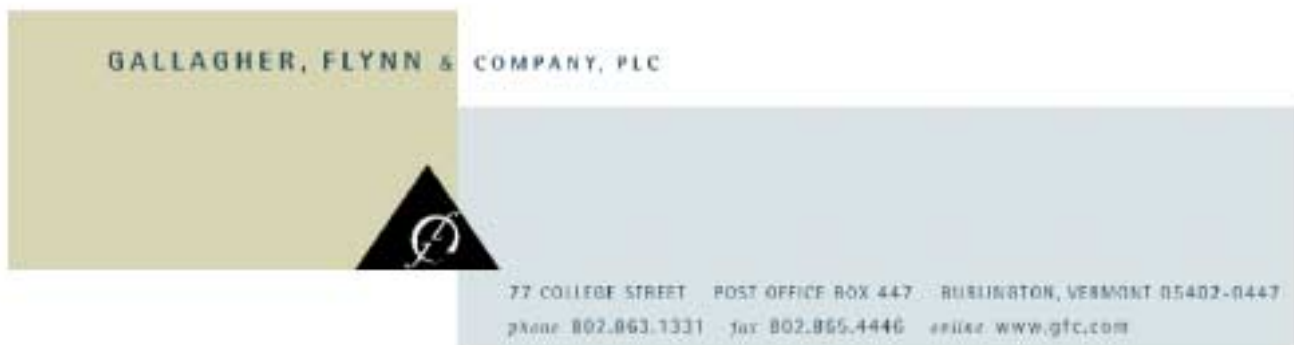 GALLAGHER, FLYNN & COMPANY, PLC
77 COLLEGE STREET POST OFFICE BOX 447 BURLINGTON, VERMONT 05402-0447
phone 802.863.1331 fax 802.865.4446 online www.gfc.com